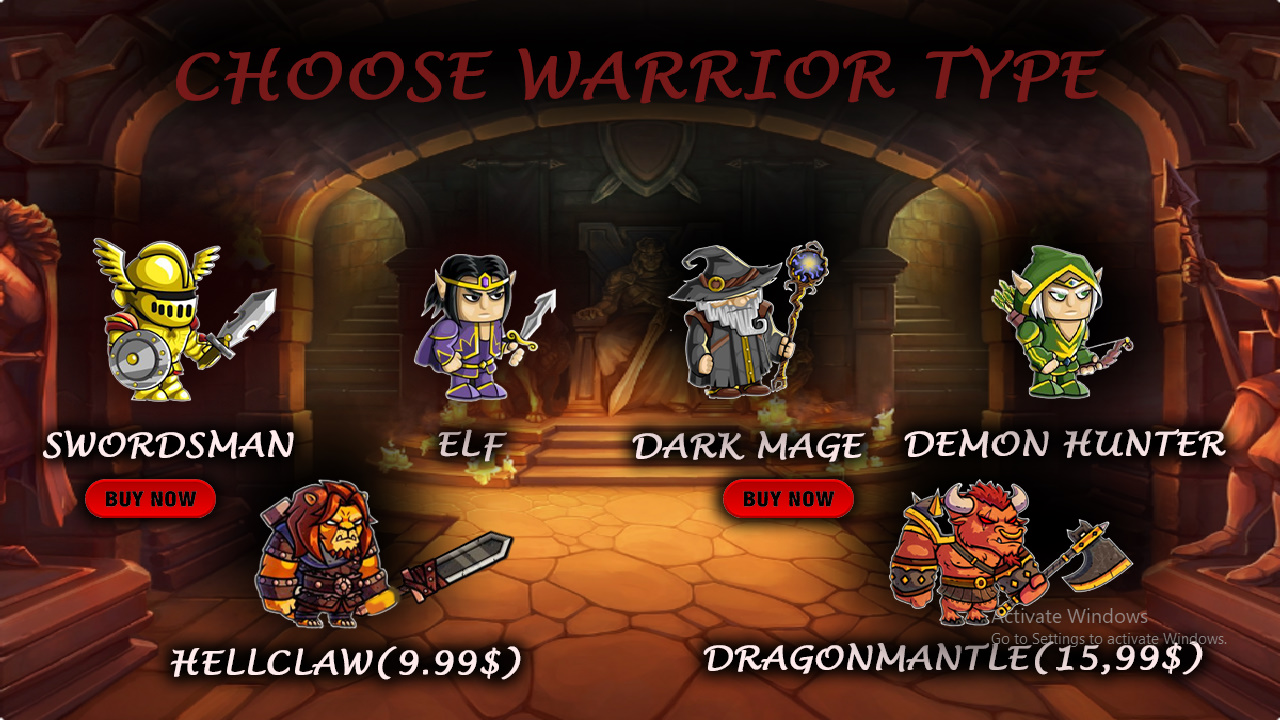 CHOOSE WARRIOR TYPE
SWORDSMAN
ELF
DARK MAGE
DEMON HUNTER
BUY NOW
BUY NOW
HELLCLAW(9.99$)
DRAGONMANTLE(15,99$)
Activate Windows
Go to Settings to activate Windows.